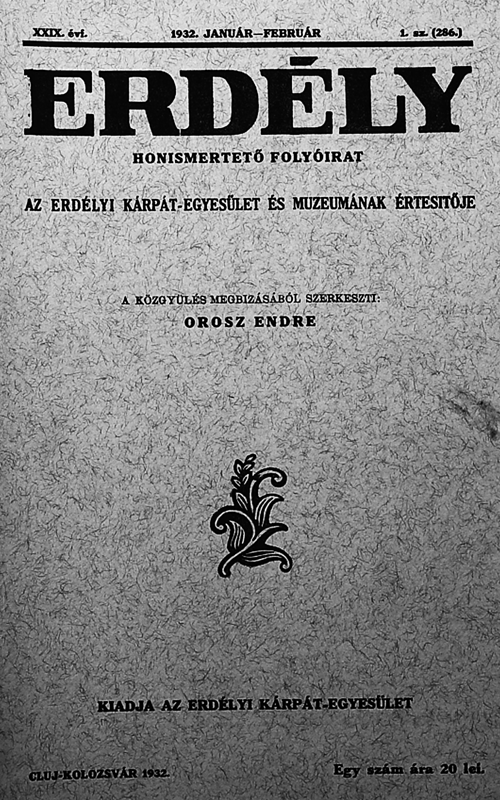 XXIX. évf. 1932. JANUÁR—FEBRUÁR 1. sz. (286.)
ERDÉLY
HONISMERTETŐ FOLYÓIRAT
AZ ERDÉLYI KÁRPÁT-EGYESÜLET ÉS MUZEUMÁNAK ÉRTESITŐJE
A KÖZGYÜLÉS MEGBIZÁSÁBÓL SZERKESZTI:
OROSZ ENDRE
KIADJA AZ ERDÉLYI KÁRPÁT-EGYESÜLET
CLUJ-KOLOZSVÁR 1932. Egy szám ára 20 lei.